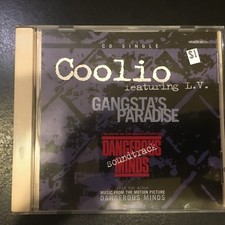 CD SINGLE
$1
Coolio
featuring L.V.
GANGSTA'S
PARADISE
DANGEROUS
MINDS
soundtrack
MUSIC FROM THE MOTION PICTURE
DANGEROUS MINDS